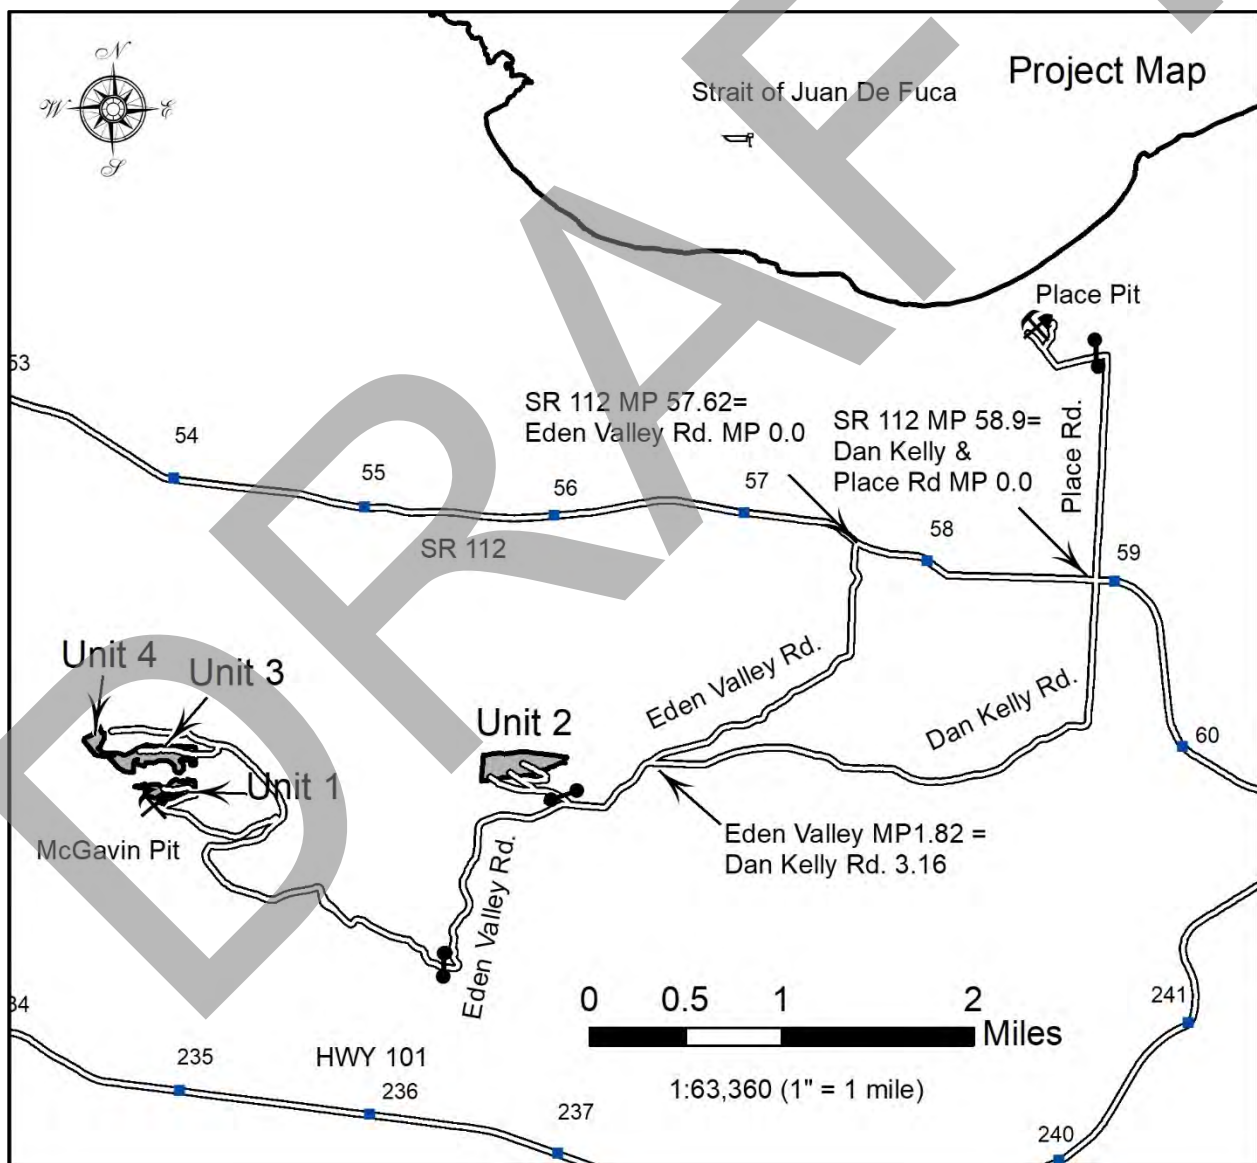 N
W
E
S
Project Map
Strait of Juan De Fuca
Place Pit
53
SR 112 MP 57.62=
Eden Valley Rd. MP 0.0
SR 112 MP 58.9=
Dan Kelly &
Place Rd MP 0.0
Place Rd.
54
55
56
57
58
59
SR 112
Unit 4
Unit 3
Unit 2
Unit 1
McGavin Pit
Eden Valley Rd.
Dan Kelly Rd.
60
Eden Valley MP1.82 =
Dan Kelly Rd. 3.16
Eden Valley Rd.
0 0.5 1 2
Miles
1:63,360 (1" = 1 mile)
241
235
HWY 101
236
237
240
DRAFT